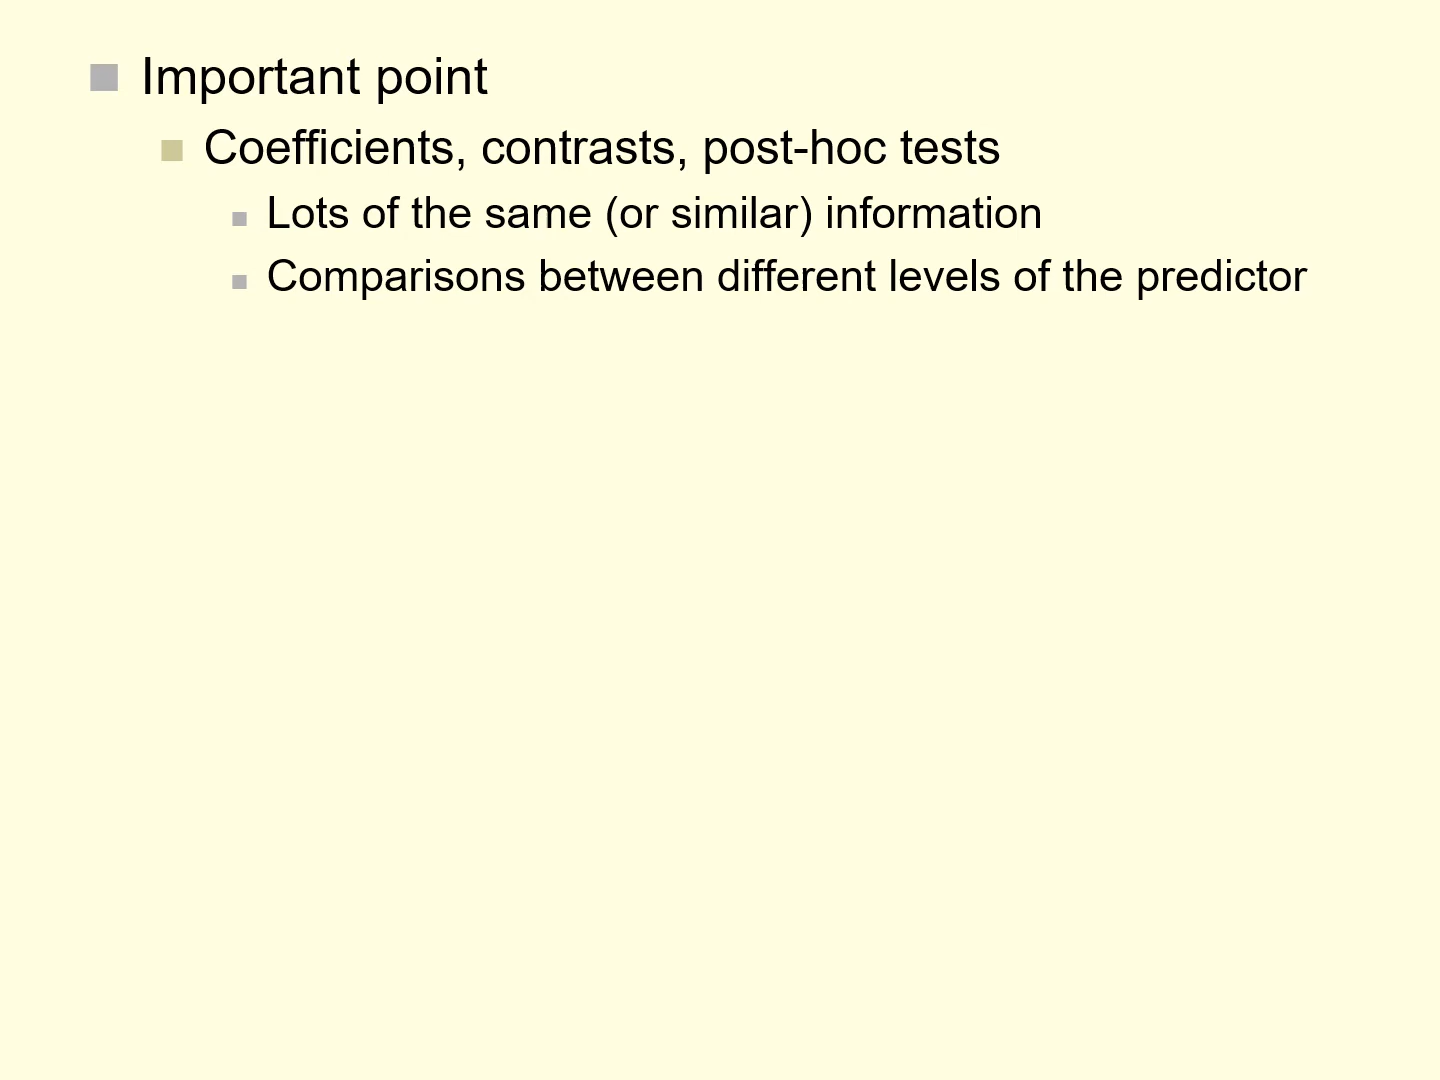 Important point
Coefficients, contrasts, post-hoc tests
Lots of the same (or similar) information
Comparisons between different levels of the predictor